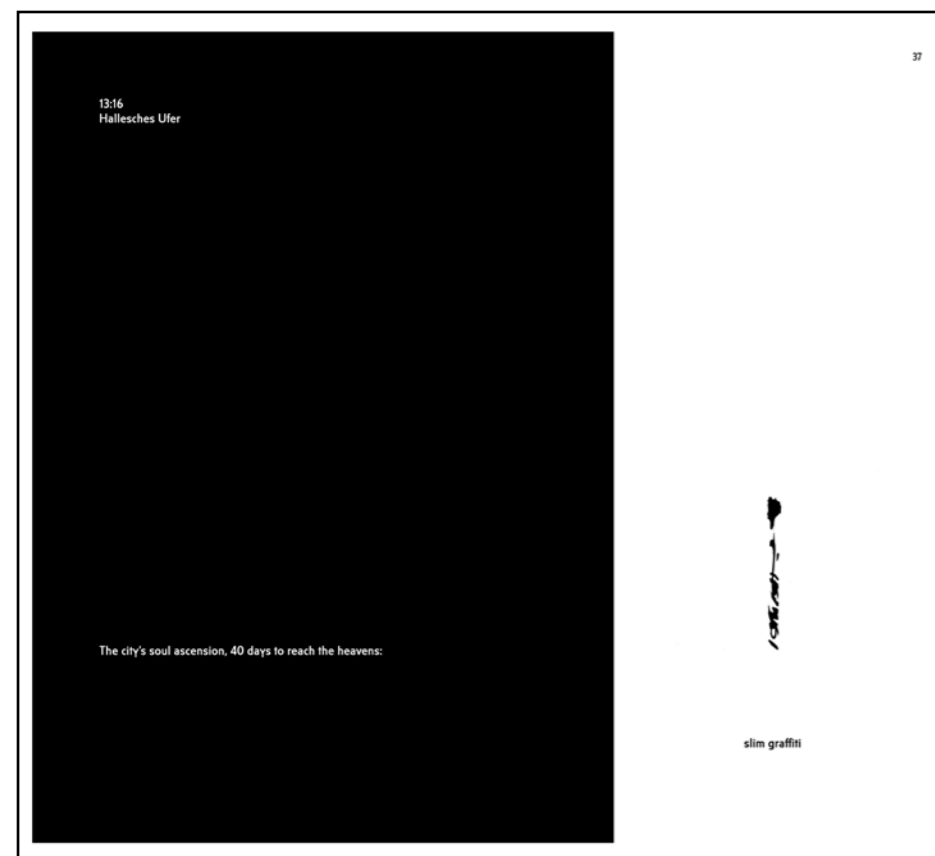 37
13:16
Hallesches Ufer
The city's soul ascension, 40 days to reach the heavens:
slim graffiti